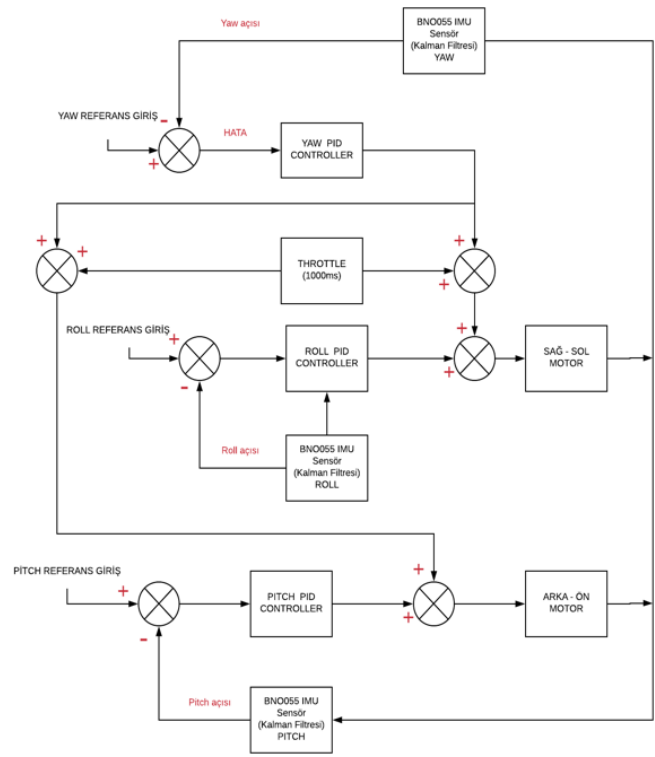 Yaw açısı
BNO055 IMU
Sensör
(Kalman Filtresi)
YAW
YAW REFERANS GİRİŞ
-
+
HATA
YAW PID
CONTROLLER
+
+
THROTTLE
(1000ms)
+
+
ROLL REFERANS GİRİŞ
+
-
ROLL PID
CONTROLLER
+
+
SAĞ - SOL
MOTOR
Roll açısı
BNO055 IMU
Sensör
(Kalman Filtresi)
ROLL
PİTCH REFERANS GİRİŞ
+
-
PITCH PID
CONTROLLER
+
+
ARKA - ÖN
MOTOR
Pitch açısı
BNO055 IMU
Sensör
(Kalman Filtresi)
PITCH